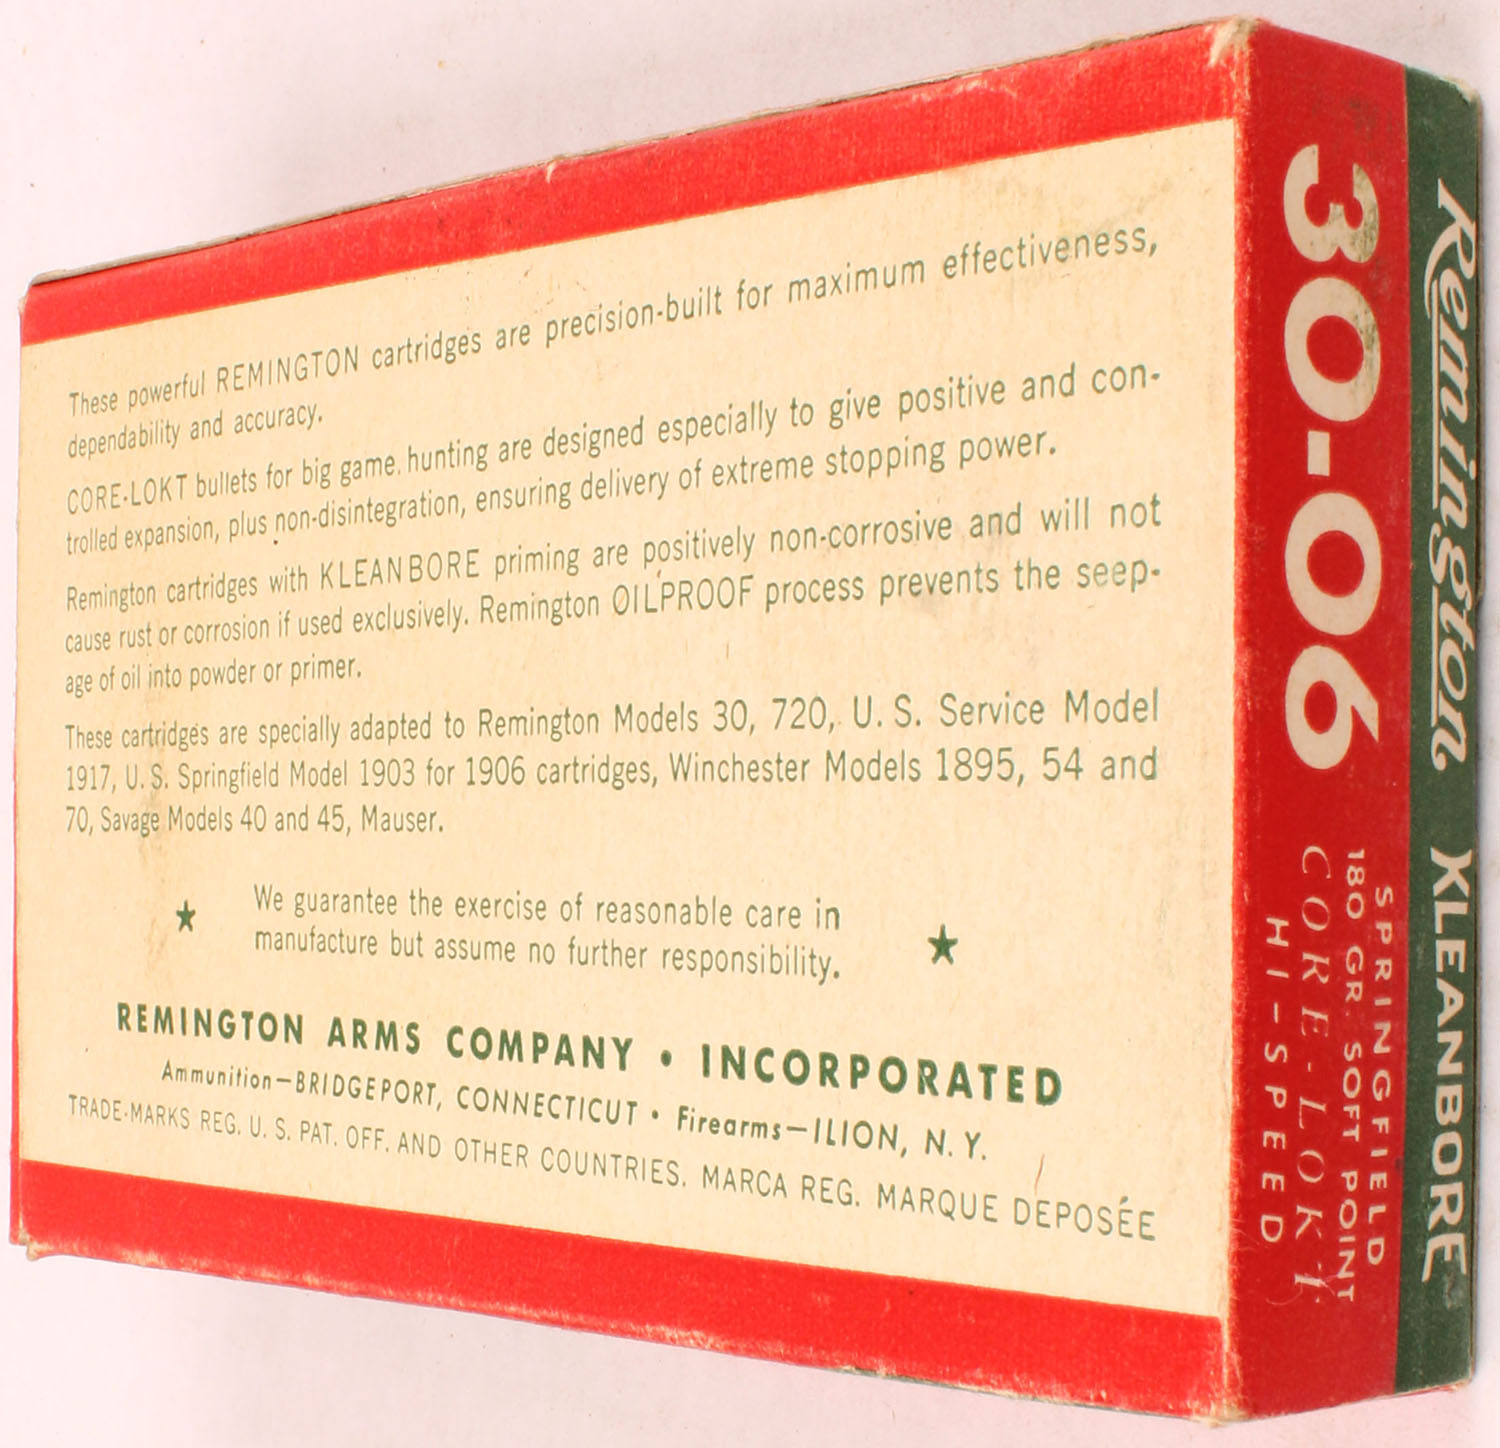 These powerful REMINGTON cartridges are precision-built for maximum effectiveness,
dependability and accuracy.
CORE-LOKT bullets for big game hunting are designed especially to give positive and con-
trolled expansion, plus non-disintegration, ensuring delivery of extreme stopping power.
Remington cartridges with KLEANBORE priming are positively non-corrosive and will not
cause rust or corrosion if used exclusively. Remington OILPROOF process prevents the seep-
age of oil into powder or primer.
These cartridges are specially adapted to Remington Models 30, 720, U. S. Service Model
1917, U. S. Springfield Model 1903 for 1906 cartridges, Winchester Models 1895, 54 and
70, Savage Models 40 and 45, Mauser.
★ We guarantee the exercise of reasonable care in
manufacture but assume no further responsibility. ★
REMINGTON ARMS COMPANY • INCORPORATED
Ammunition—BRIDGEPORT, CONNECTICUT • Firearms—ILION, N. Y.
TRADE-MARKS REG. U. S. PAT. OFF. AND OTHER COUNTRIES. MARCA REG. MARQUE DÉPOSÉE
Remington KLEANBORE
30-06
SPRINGFIELD
180 GR. SOFT POINT
CORE-LOKT
HI-SPEED